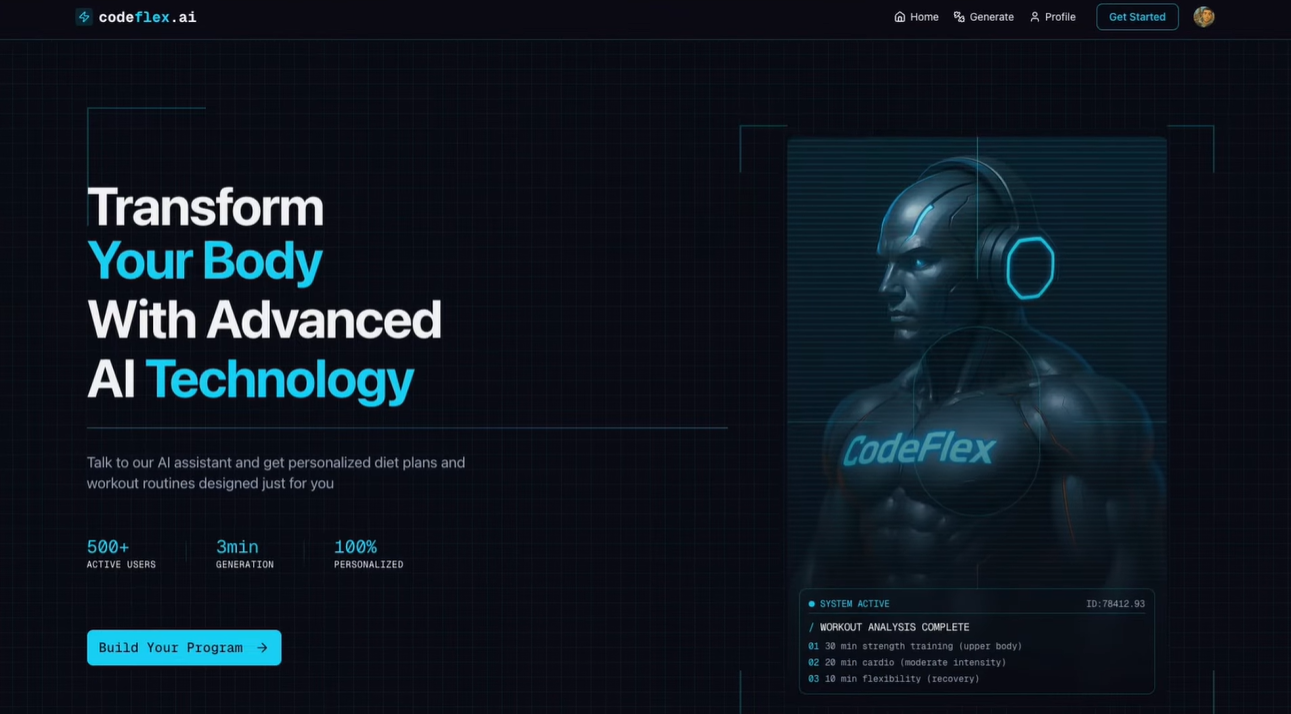 codeflex.ai
Home
Generate
Profile
Get Started
Transform
Your Body
With Advanced
AI Technology
Talk to our AI assistant and get personalized diet plans and
workout routines designed just for you
500+
ACTIVE USERS
3min
GENERATION
100%
PERSONALIZED
Build Your Program →
CodeFlex
SYSTEM ACTIVE
ID:78412.93
/ WORKOUT ANALYSIS COMPLETE
01 30 min strength training (upper body)
02 20 min cardio (moderate intensity)
03 10 min flexibility (recovery)